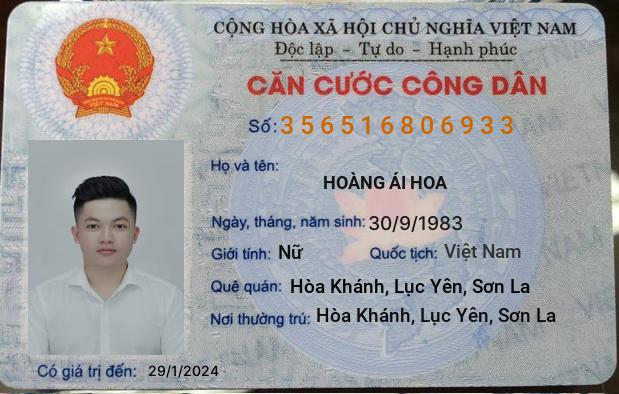 CỘNG HÒA XÃ HỘI CHỦ NGHĨA VIỆT NAM
Độc lập - Tự do - Hạnh phúc
CĂN CƯỚC CÔNG DÂN
Số: 356516806933
Họ và tên:
HOÀNG ÁI HOA
Ngày, tháng, năm sinh: 30/9/1983
Giới tính: Nữ Quốc tịch: Việt Nam
Quê quán: Hòa Khánh, Lục Yên, Sơn La
Nơi thường trú: Hòa Khánh, Lục Yên, Sơn La
Có giá trị đến: 29/1/2024
VIỆT NAM